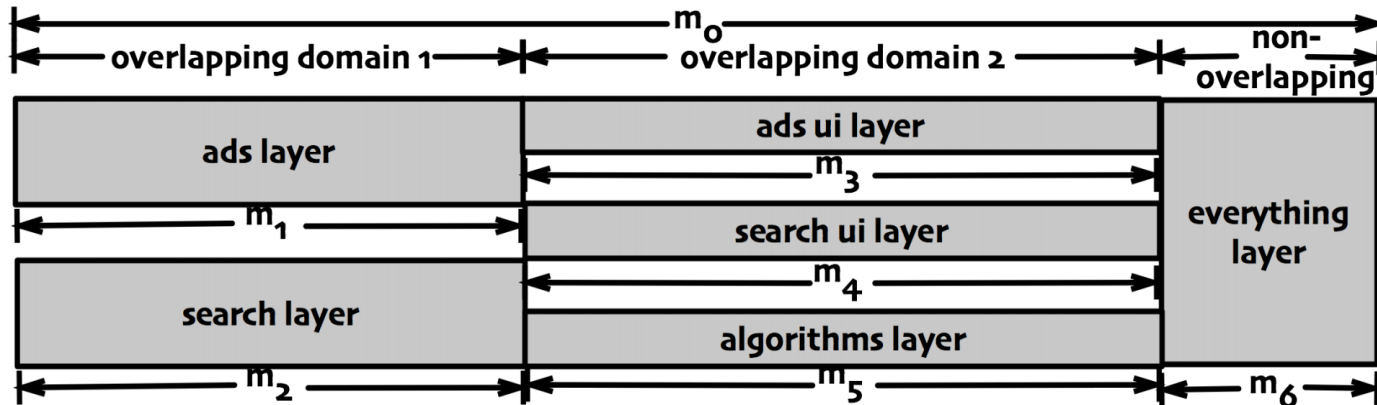 m0
overlapping domain 1
overlapping domain 2
non-
overlapping
ads layer
m1
search layer
m2
ads ui layer
m3
search ui layer
m4
algorithms layer
m5
everything
layer
m6